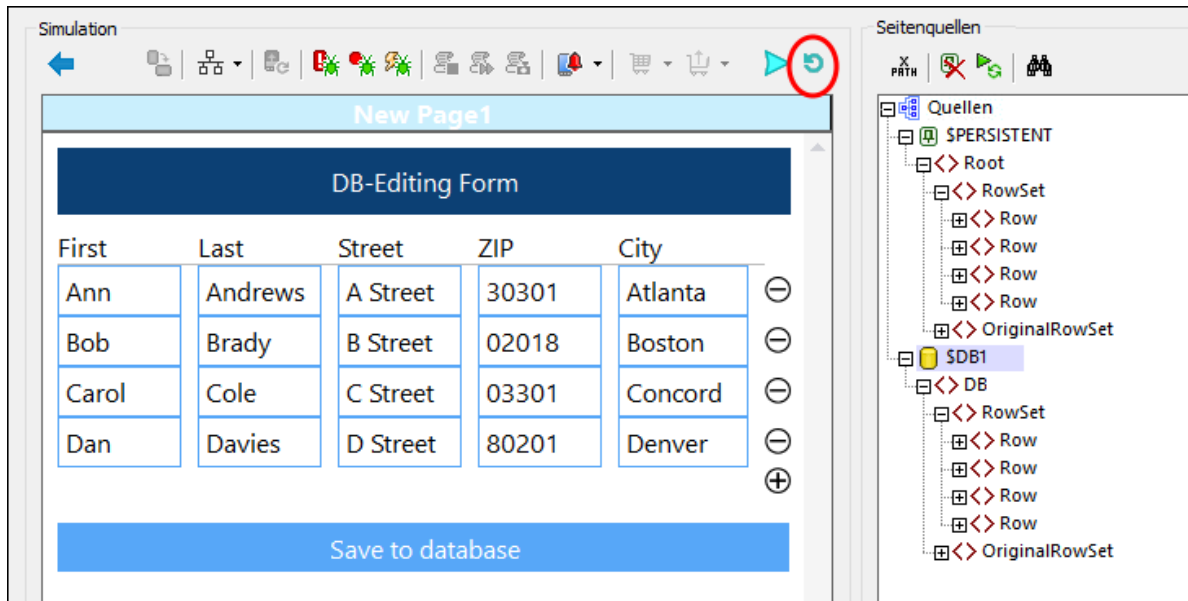 Simulation
New Page1
DB-Editing Form
First Last Street ZIP City
Ann Andrews A Street 30301 Atlanta
Bob Brady B Street 02018 Boston
Carol Cole C Street 03301 Concord
Dan Davies D Street 80201 Denver
Save to database
Seitenquellen
X
PATH
Quellen
$PERSISTENT
<> Root
<> RowSet
<> Row
<> Row
<> Row
<> Row
<> OriginalRowSet
$DB1
<> DB
<> RowSet
<> Row
<> Row
<> Row
<> Row
<> OriginalRowSet